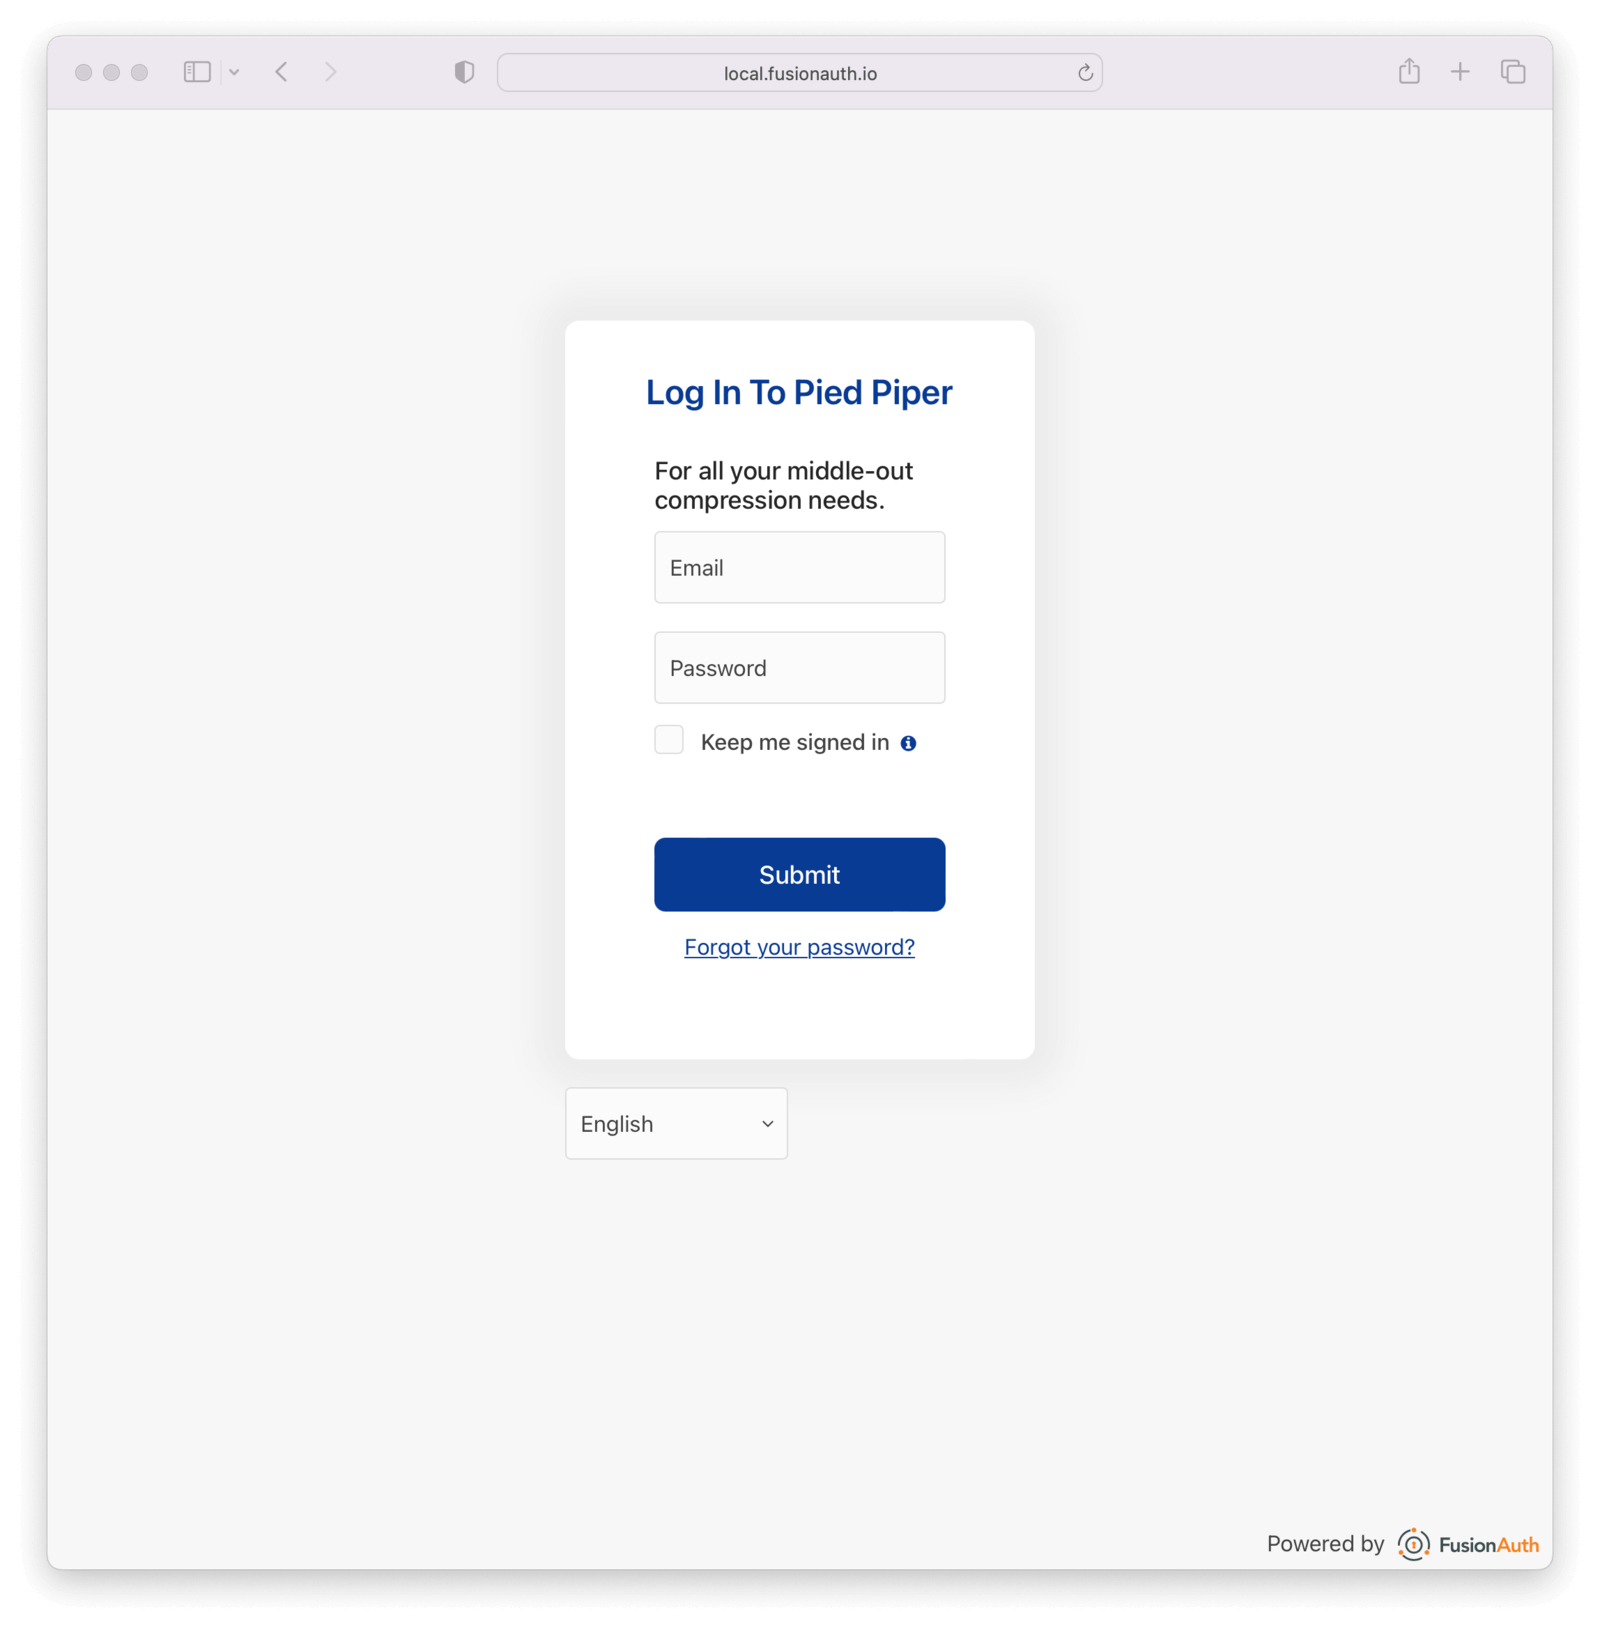 local.fusionauth.io
Log In To Pied Piper
For all your middle-out
compression needs.
Email
Password
Keep me signed in
Submit
Forgot your password?
English
Powered by FusionAuth